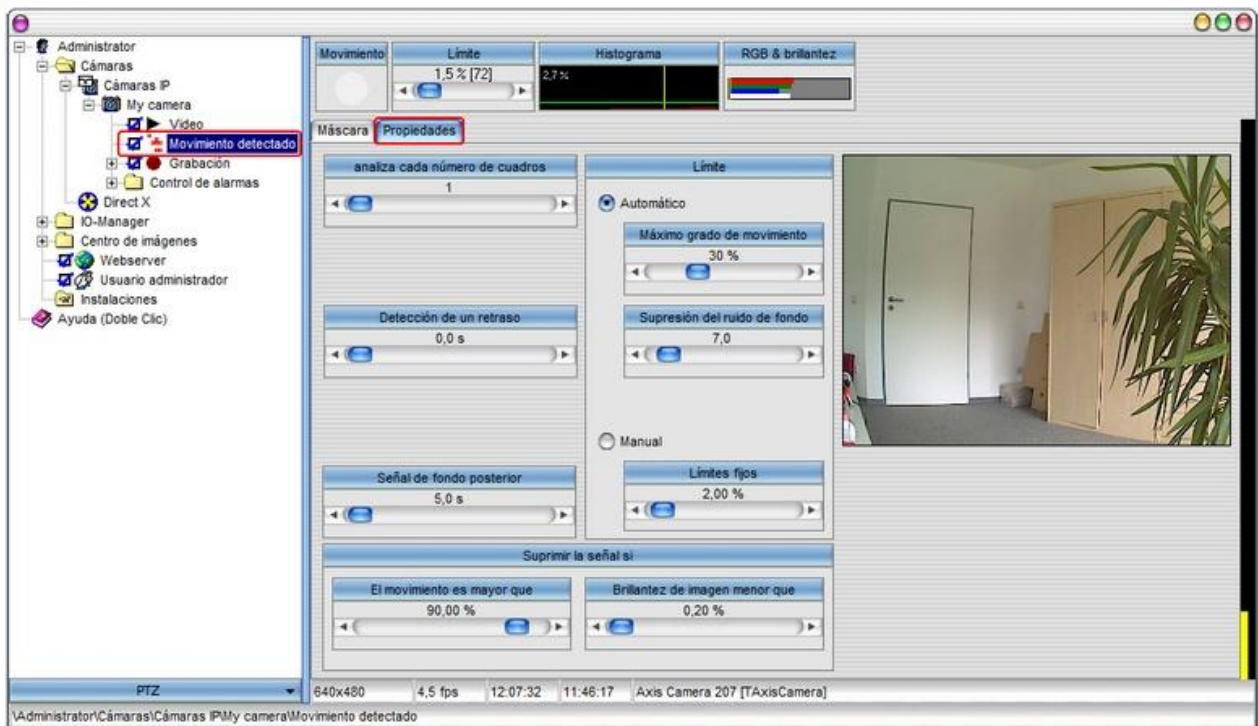 Administrator
Cámaras
Cámaras IP
My camera
Video
Movimiento detectado
Grabación
Control de alarmas
Direct X
IO-Manager
Centro de imágenes
Webserver
Usuario administrador
Instalaciones
Ayuda (Doble Clic)
PTZ
Movimiento
Límite
1,5 % [72]
Histograma
2,7 %
RGB & brillantez
Máscara
Propiedades
analiza cada número de cuadros
1
Detección de un retraso
0,0 s
Señal de fondo posterior
5,0 s
Límite
Automático
Máximo grado de movimiento
30 %
Supresión del ruido de fondo
7,0
Manual
Límites fijos
2,00 %
Suprimir la señal si
El movimiento es mayor que
90,00 %
Brillantez de imagen menor que
0,20 %
640x480 4,5 fps 12:07:32 11:46:17 Axis Camera 207 [TAxisCamera]
\Administrator\Cámaras\Cámaras IP\My camera\Movimiento detectado